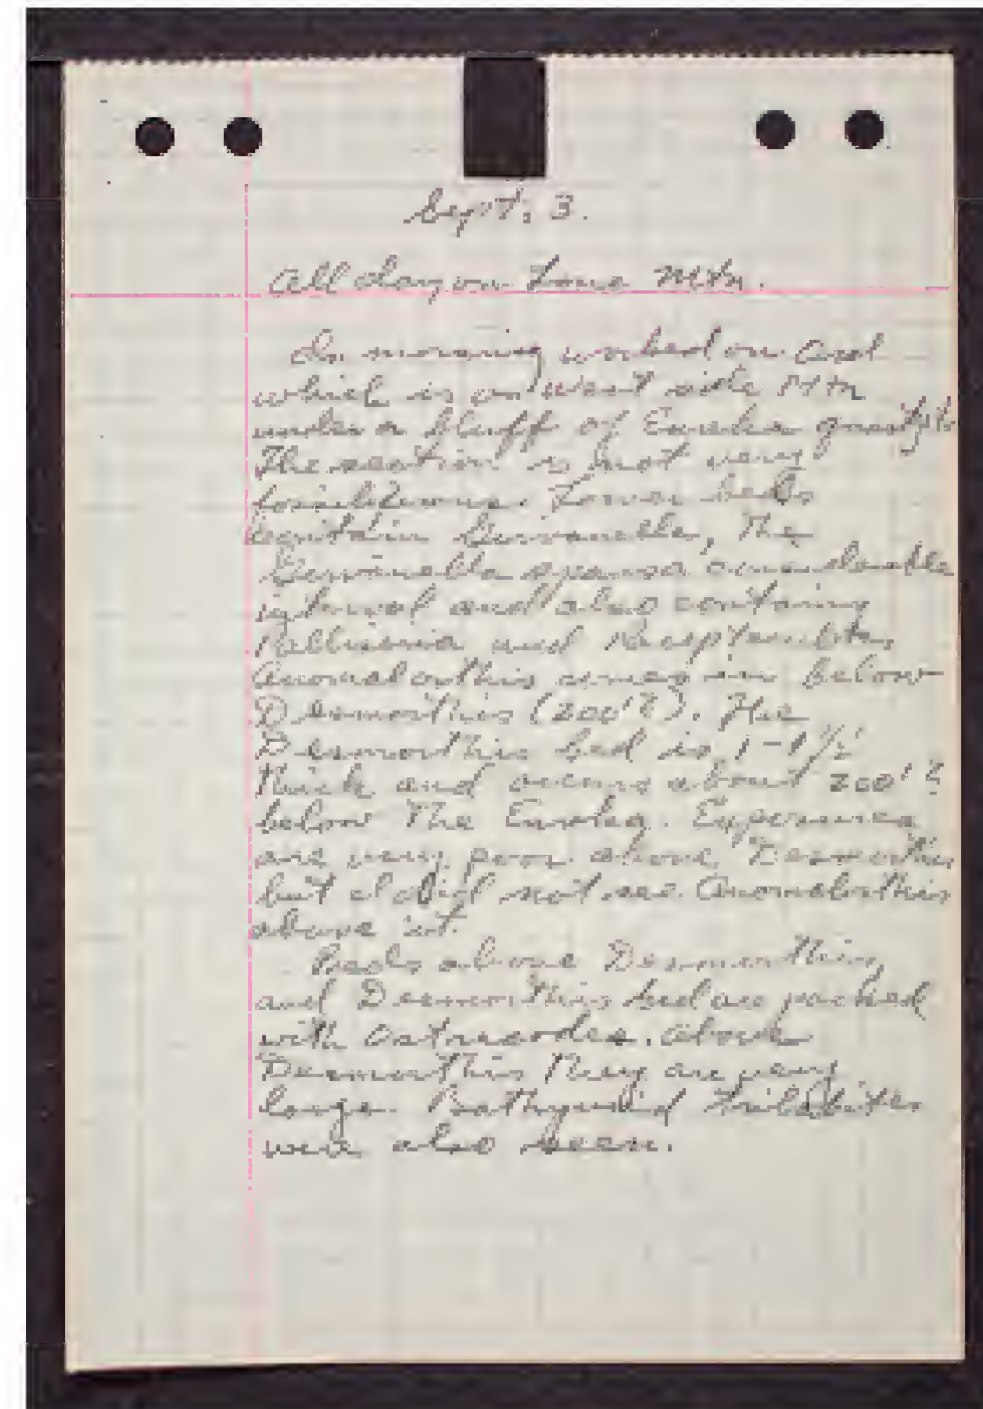 Sept. 3.
All day on Lone Mtn.
In morning worked on Ord
which is on West side Mtn
under a bluff of Eureka quartzite
The section is not very
fossiliferous. Lower beds
contain Girvanella, The
Girvanella spans a considerable
interval and also contains
Palliseria and Receptaculites
Anomalorthis comes in below
Desmorthis (200'?). The
Desmorthis bed is 1-1½'
thick and occurs about 200'?
below The Eureka. Exposures
are very poor above Desmorthis
but I did not see Anomalorthis
above it.
Beds above Desmorthis
and Desmorthis bed are packed
with Ostracodes. Above
Desmorthis They are very
large. Bathyurid trilobites
were also seen.